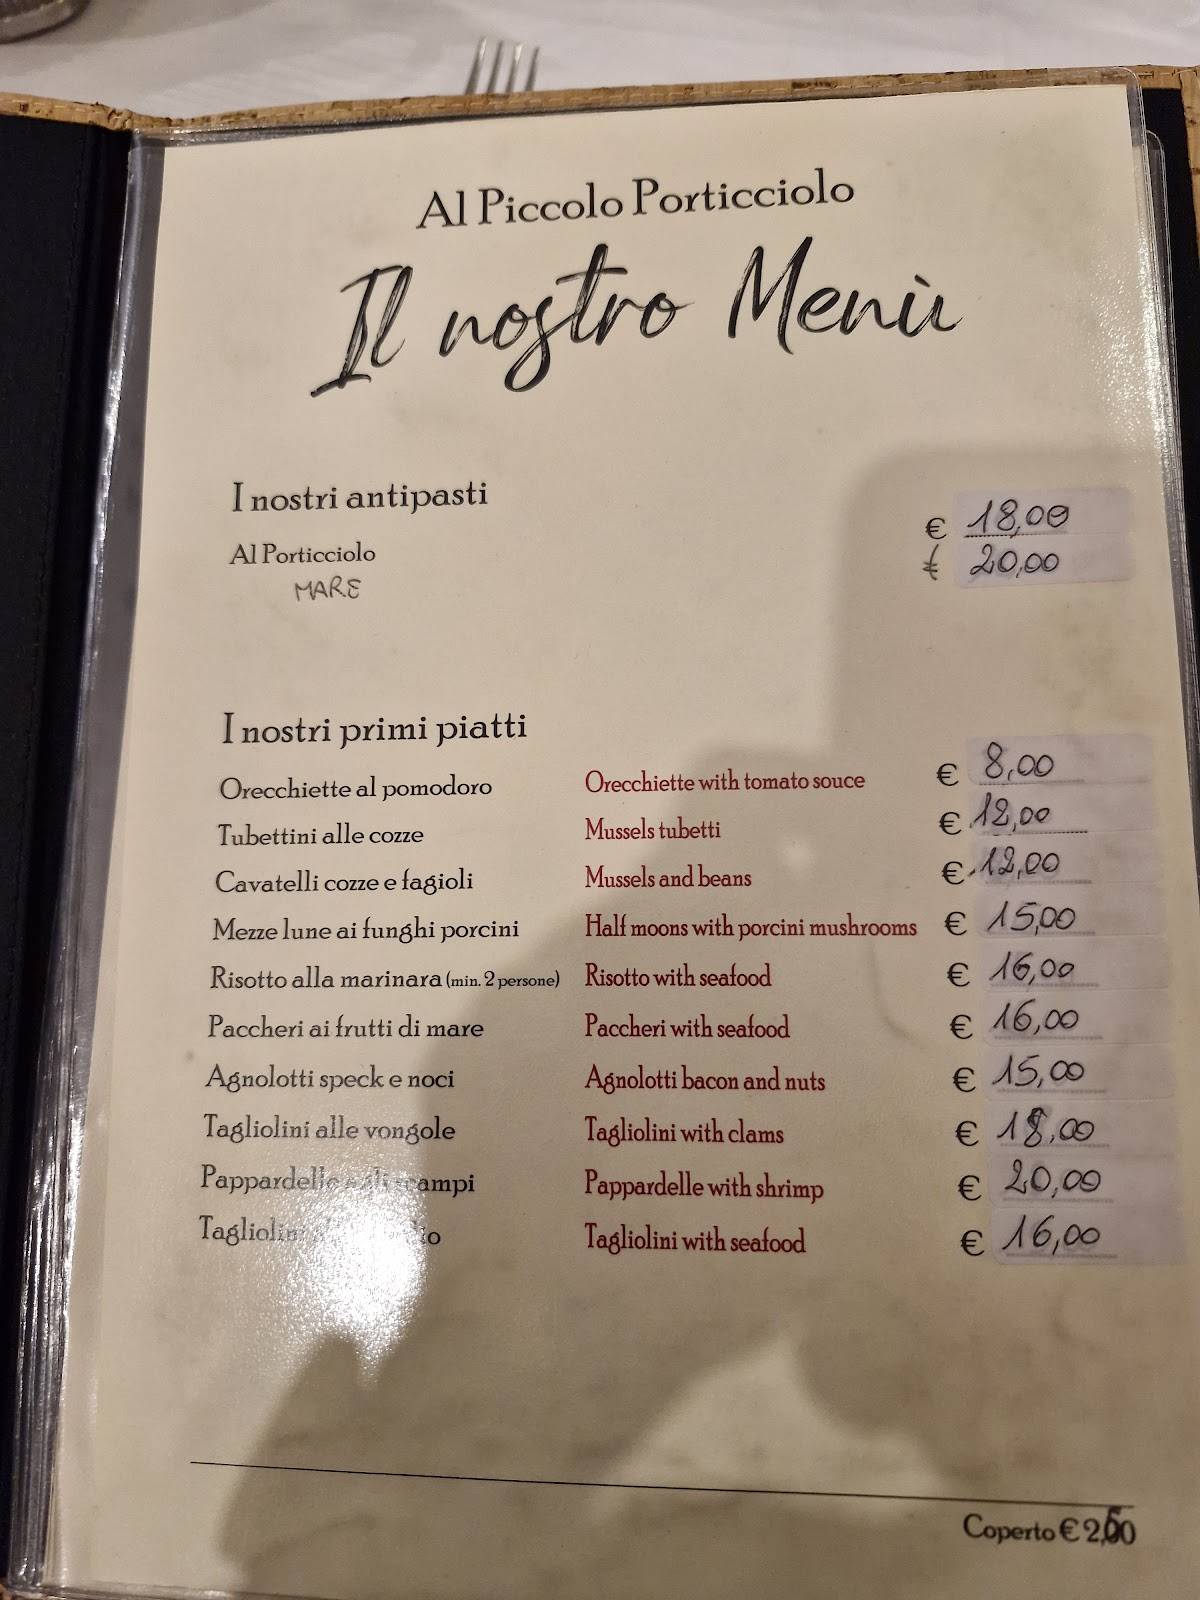 Al Piccolo Porticciolo
Il nostro Menù
I nostri antipasti
€ 18,00
Al Porticciolo
MARE € 20,00
I nostri primi piatti
Orecchiette al pomodoro Orecchiette with tomato souce € 8,00
Tubettini alle cozze Mussels tubetti € 12,00
Cavatelli cozze e fagioli Mussels and beans € 12,00
Mezze lune ai funghi porcini Half moons with porcini mushrooms € 15,00
Risotto alla marinara (min. 2 persone) Risotto with seafood € 16,00
Paccheri ai frutti di mare Paccheri with seafood € 16,00
Agnolotti speck e noci Agnolotti bacon and nuts € 15,00
Tagliolini alle vongole Tagliolini with clams € 18,00
Pappardelle Pappardelle with shrimp € 20,00
Tagliolini with seafood € 16,00
Coperto € 2,50